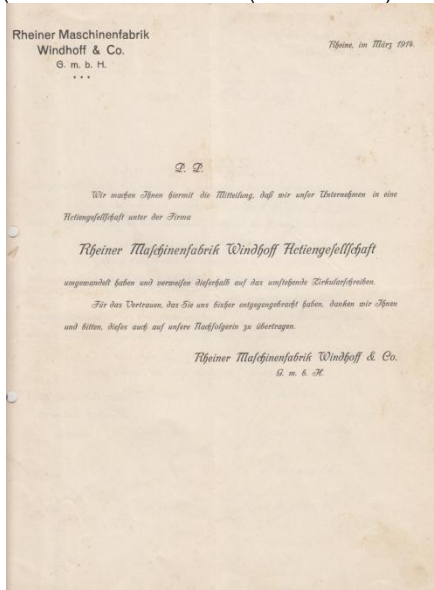 Rheiner Maschinenfabrik
Windhoff & Co.
G. m. b. H.
Rheine, im März 1914.
P. P.
Wir machen Ihnen hiermit die Mitteilung, daß wir unser Unternehmen in eine
Actiengesellschaft unter der Firma
Rheiner Maschinenfabrik Windhoff Actiengesellschaft
umgewandelt haben und verweisen dieserhalb auf das umstehende Zirkularschreiben.
Für das Vertrauen, das Sie uns bisher entgegengebracht haben, danken wir Ihnen
und bitten, dieses auch auf unsere Nachfolgerin zu übertragen.
Rheiner Maschinenfabrik Windhoff & Co.
G. m. b. H.